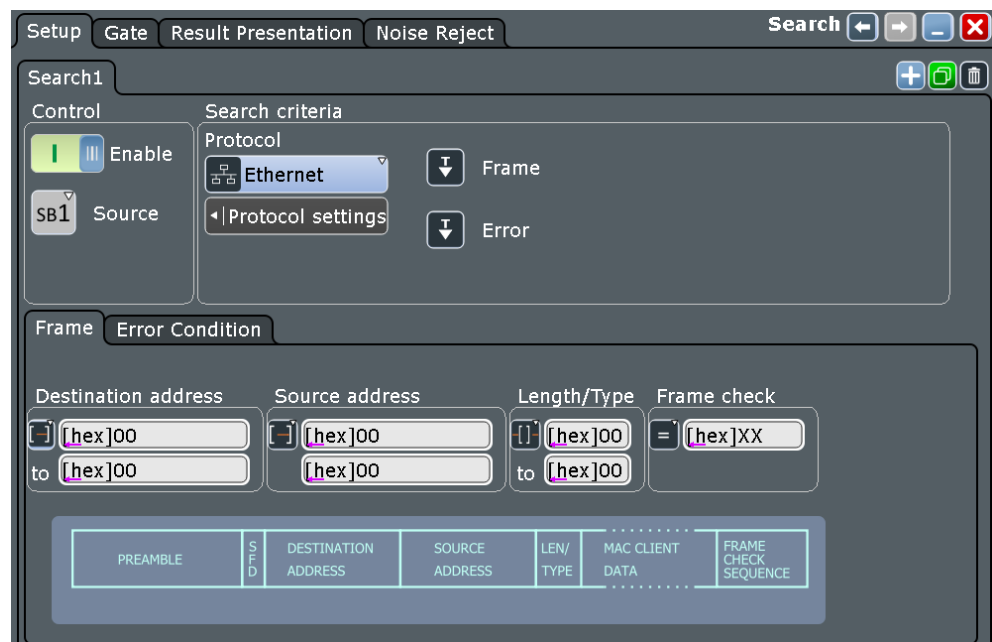 Setup Gate Result Presentation Noise Reject Search
Search1
Control Search criteria
Protocol
Enable Ethernet Frame
SB1 Source Protocol settings Error
Frame Error Condition
Destination address Source address Length/Type Frame check
[hex]00 [hex]00 [hex]00 = [hex]XX
to [hex]00 [hex]00 to [hex]00
PREAMBLE SFD DESTINATION ADDRESS SOURCE ADDRESS LEN/ TYPE MAC CLIENT DATA FRAME CHECK SEQUENCE